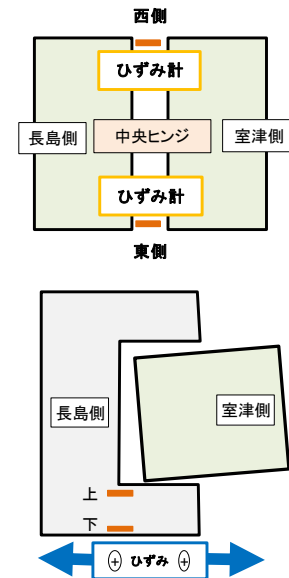 西側
ひずみ計
長島側
中央ヒンジ
室津側
ひずみ計
東側
長島側
室津側
上
下
+ ひずみ +